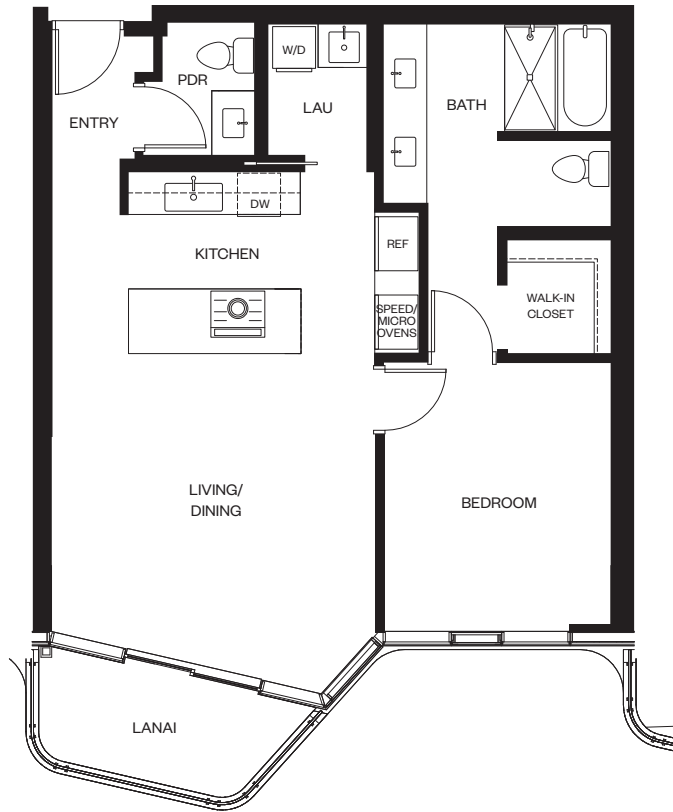 W/D
PDR
BATH
ENTRY
LAU
DW
KITCHEN
REF
SPEED/
MICRO
OVENS
WALK-IN
CLOSET
LIVING/
DINING
BEDROOM
LANAI